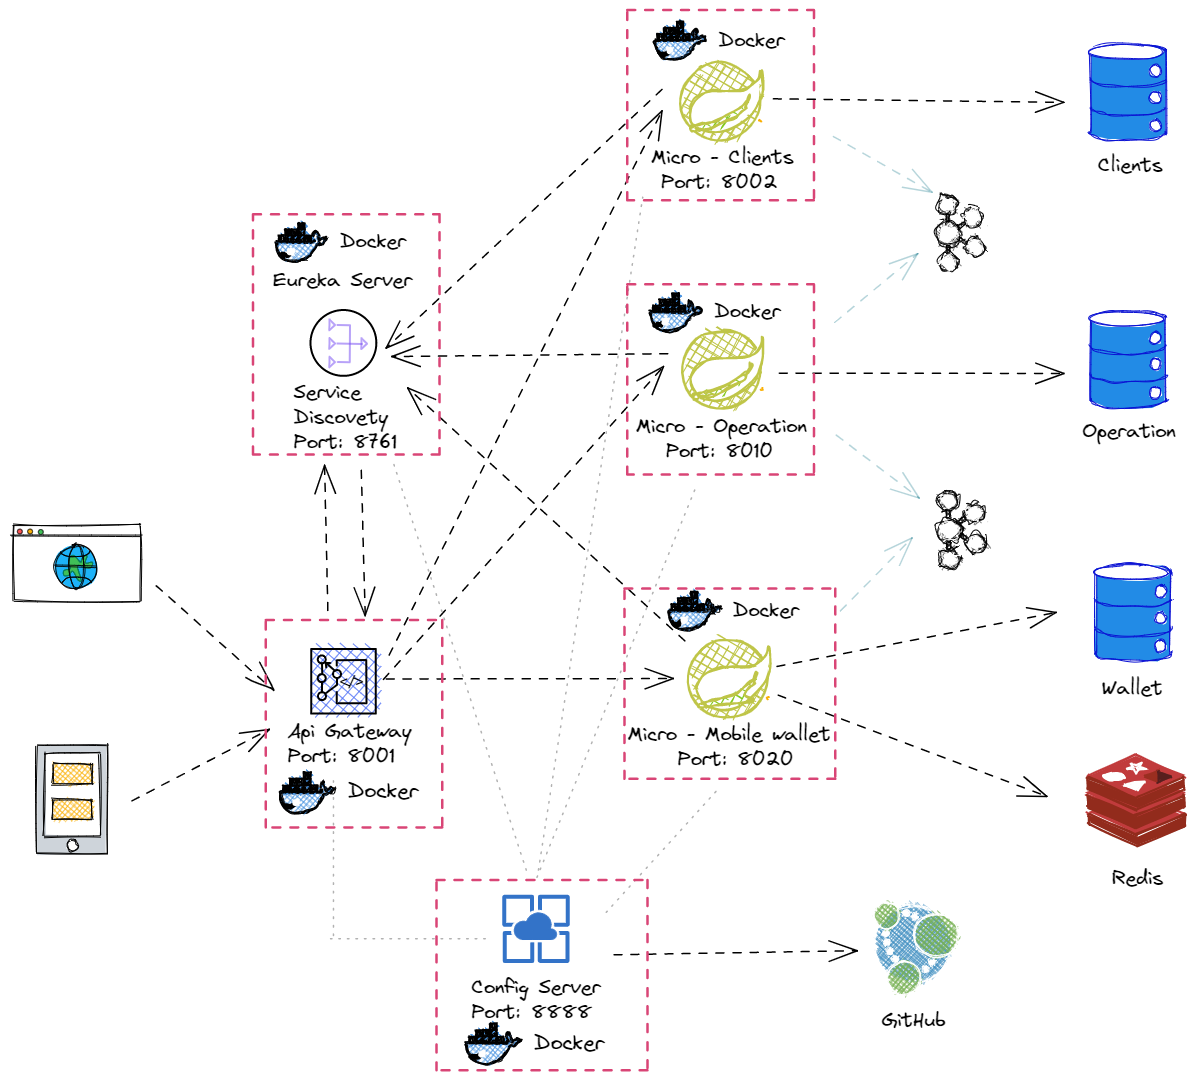 Docker
Micro - Clients
Port: 8002
Clients
Docker
Eureka Server
Service
Discovety
Port: 8761
Docker
Micro - Operation
Port: 8010
Operation
Docker
Micro - Mobile wallet
Port: 8020
Wallet
</>
Api Gateway
Port: 8001
Docker
Redis
Config Server
Port: 8888
Docker
GitHub